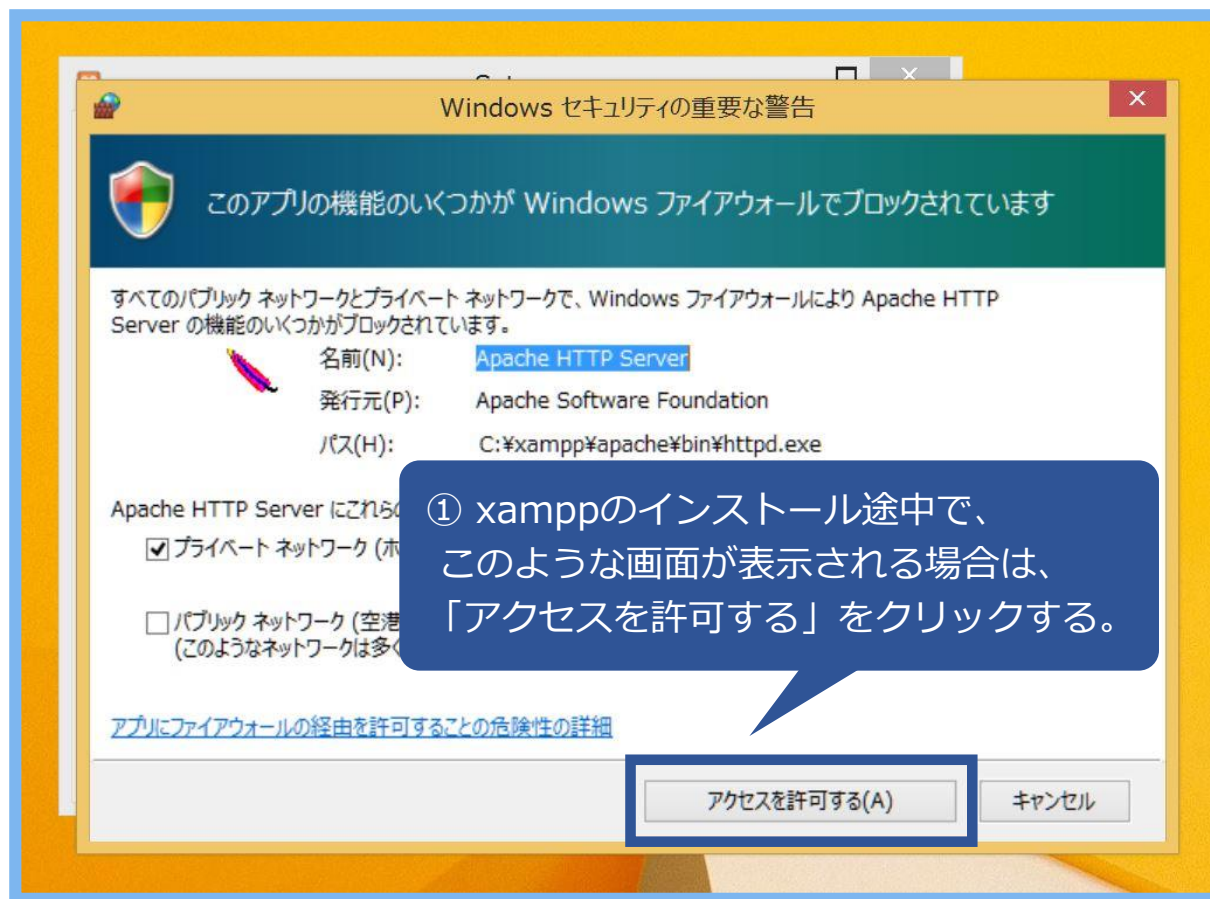 Windows セキュリティの重要な警告
このアプリの機能のいくつかが Windows ファイアウォールでブロックされています
すべてのパブリック ネットワークとプライベート ネットワークで、Windows ファイアウォールにより Apache HTTP
Server の機能のいくつかがブロックされています。
名前(N): Apache HTTP Server
発行元(P): Apache Software Foundation
パス(H): C:¥xampp¥apache¥bin¥httpd.exe
Apache HTTP Server にこれらの
プライベート ネットワーク (ホ
パブリック ネットワーク (空港
(このようなネットワークは多く
① xamppのインストール途中で、
このような画面が表示される場合は、
「アクセスを許可する」をクリックする。
アプリにファイアウォールの経由を許可することの危険性の詳細
アクセスを許可する(A)
キャンセル